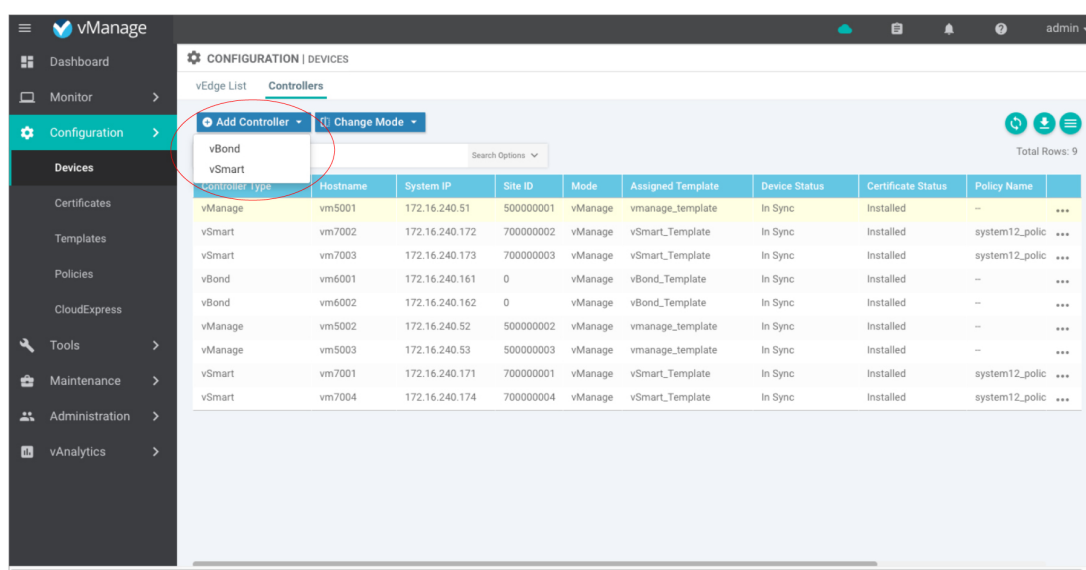 vManage
admin
Dashboard
Monitor
Configuration
Devices
Certificates
Templates
Policies
CloudExpress
Tools
Maintenance
Administration
vAnalytics
CONFIGURATION | DEVICES
vEdge List Controllers
Add Controller Change Mode
vBond
vSmart
Search Options
Total Rows: 9
Controller Type Hostname System IP Site ID Mode Assigned Template Device Status Certificate Status Policy Name
vManage vm5001 172.16.240.51 500000001 vManage vmanage_template In Sync Installed --
vSmart vm7002 172.16.240.172 700000002 vManage vSmart_Template In Sync Installed system12_polic ...
vSmart vm7003 172.16.240.173 700000003 vManage vSmart_Template In Sync Installed system12_polic ...
vBond vm6001 172.16.240.161 0 vManage vBond_Template In Sync Installed -- ...
vBond vm6002 172.16.240.162 0 vManage vBond_Template In Sync Installed -- ...
vManage vm5002 172.16.240.52 500000002 vManage vmanage_template In Sync Installed -- ...
vManage vm5003 172.16.240.53 500000003 vManage vmanage_template In Sync Installed -- ...
vSmart vm7001 172.16.240.171 700000001 vManage vSmart_Template In Sync Installed system12_polic ...
vSmart vm7004 172.16.240.174 700000004 vManage vSmart_Template In Sync Installed system12_polic ...